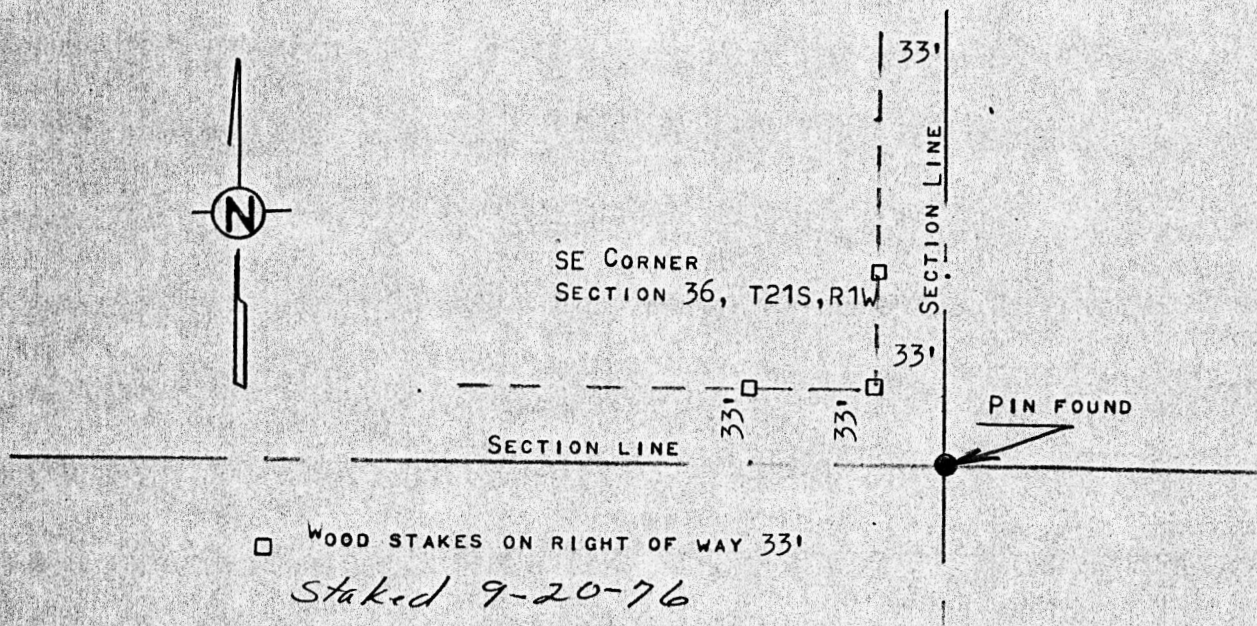 33'
SECTION LINE
N
SE CORNER
SECTION 36, T21S,R1W
33'
33'
33'
PIN FOUND
SECTION LINE
WOOD STAKES ON RIGHT OF WAY 33'
Staked 9-20-76